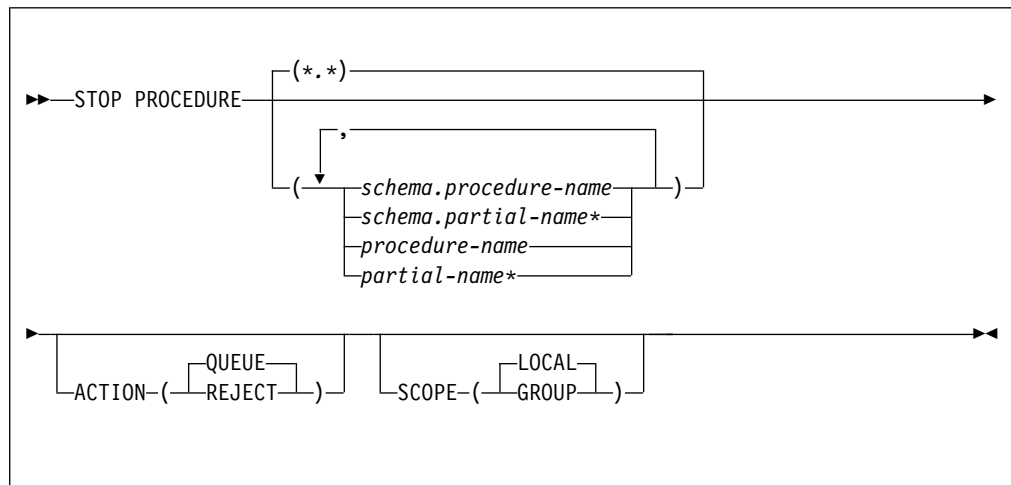 (*.*)
STOP PROCEDURE
,
( schema.procedure-name )
schema.partial-name*
procedure-name
partial-name*
QUEUE LOCAL
ACTION ( REJECT ) SCOPE ( GROUP )